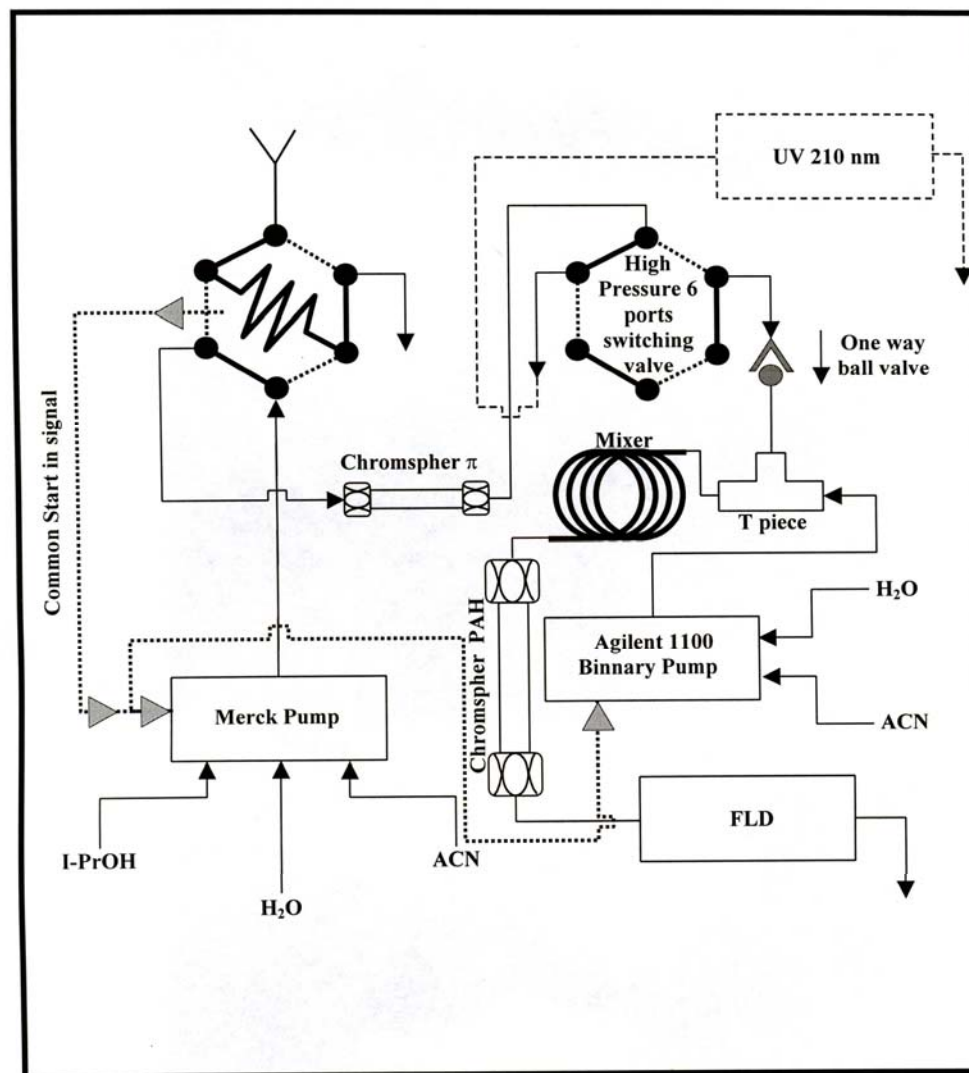 UV 210 nm
High
Pressure 6
ports
switching
valve
One way
ball valve
Common Start in signal
Chromspher π
Mixer
T piece
H₂O
Chromspher PAH
Agilent 1100
Binnary Pump
Merck Pump
ACN
FLD
I-PrOH
ACN
H₂O